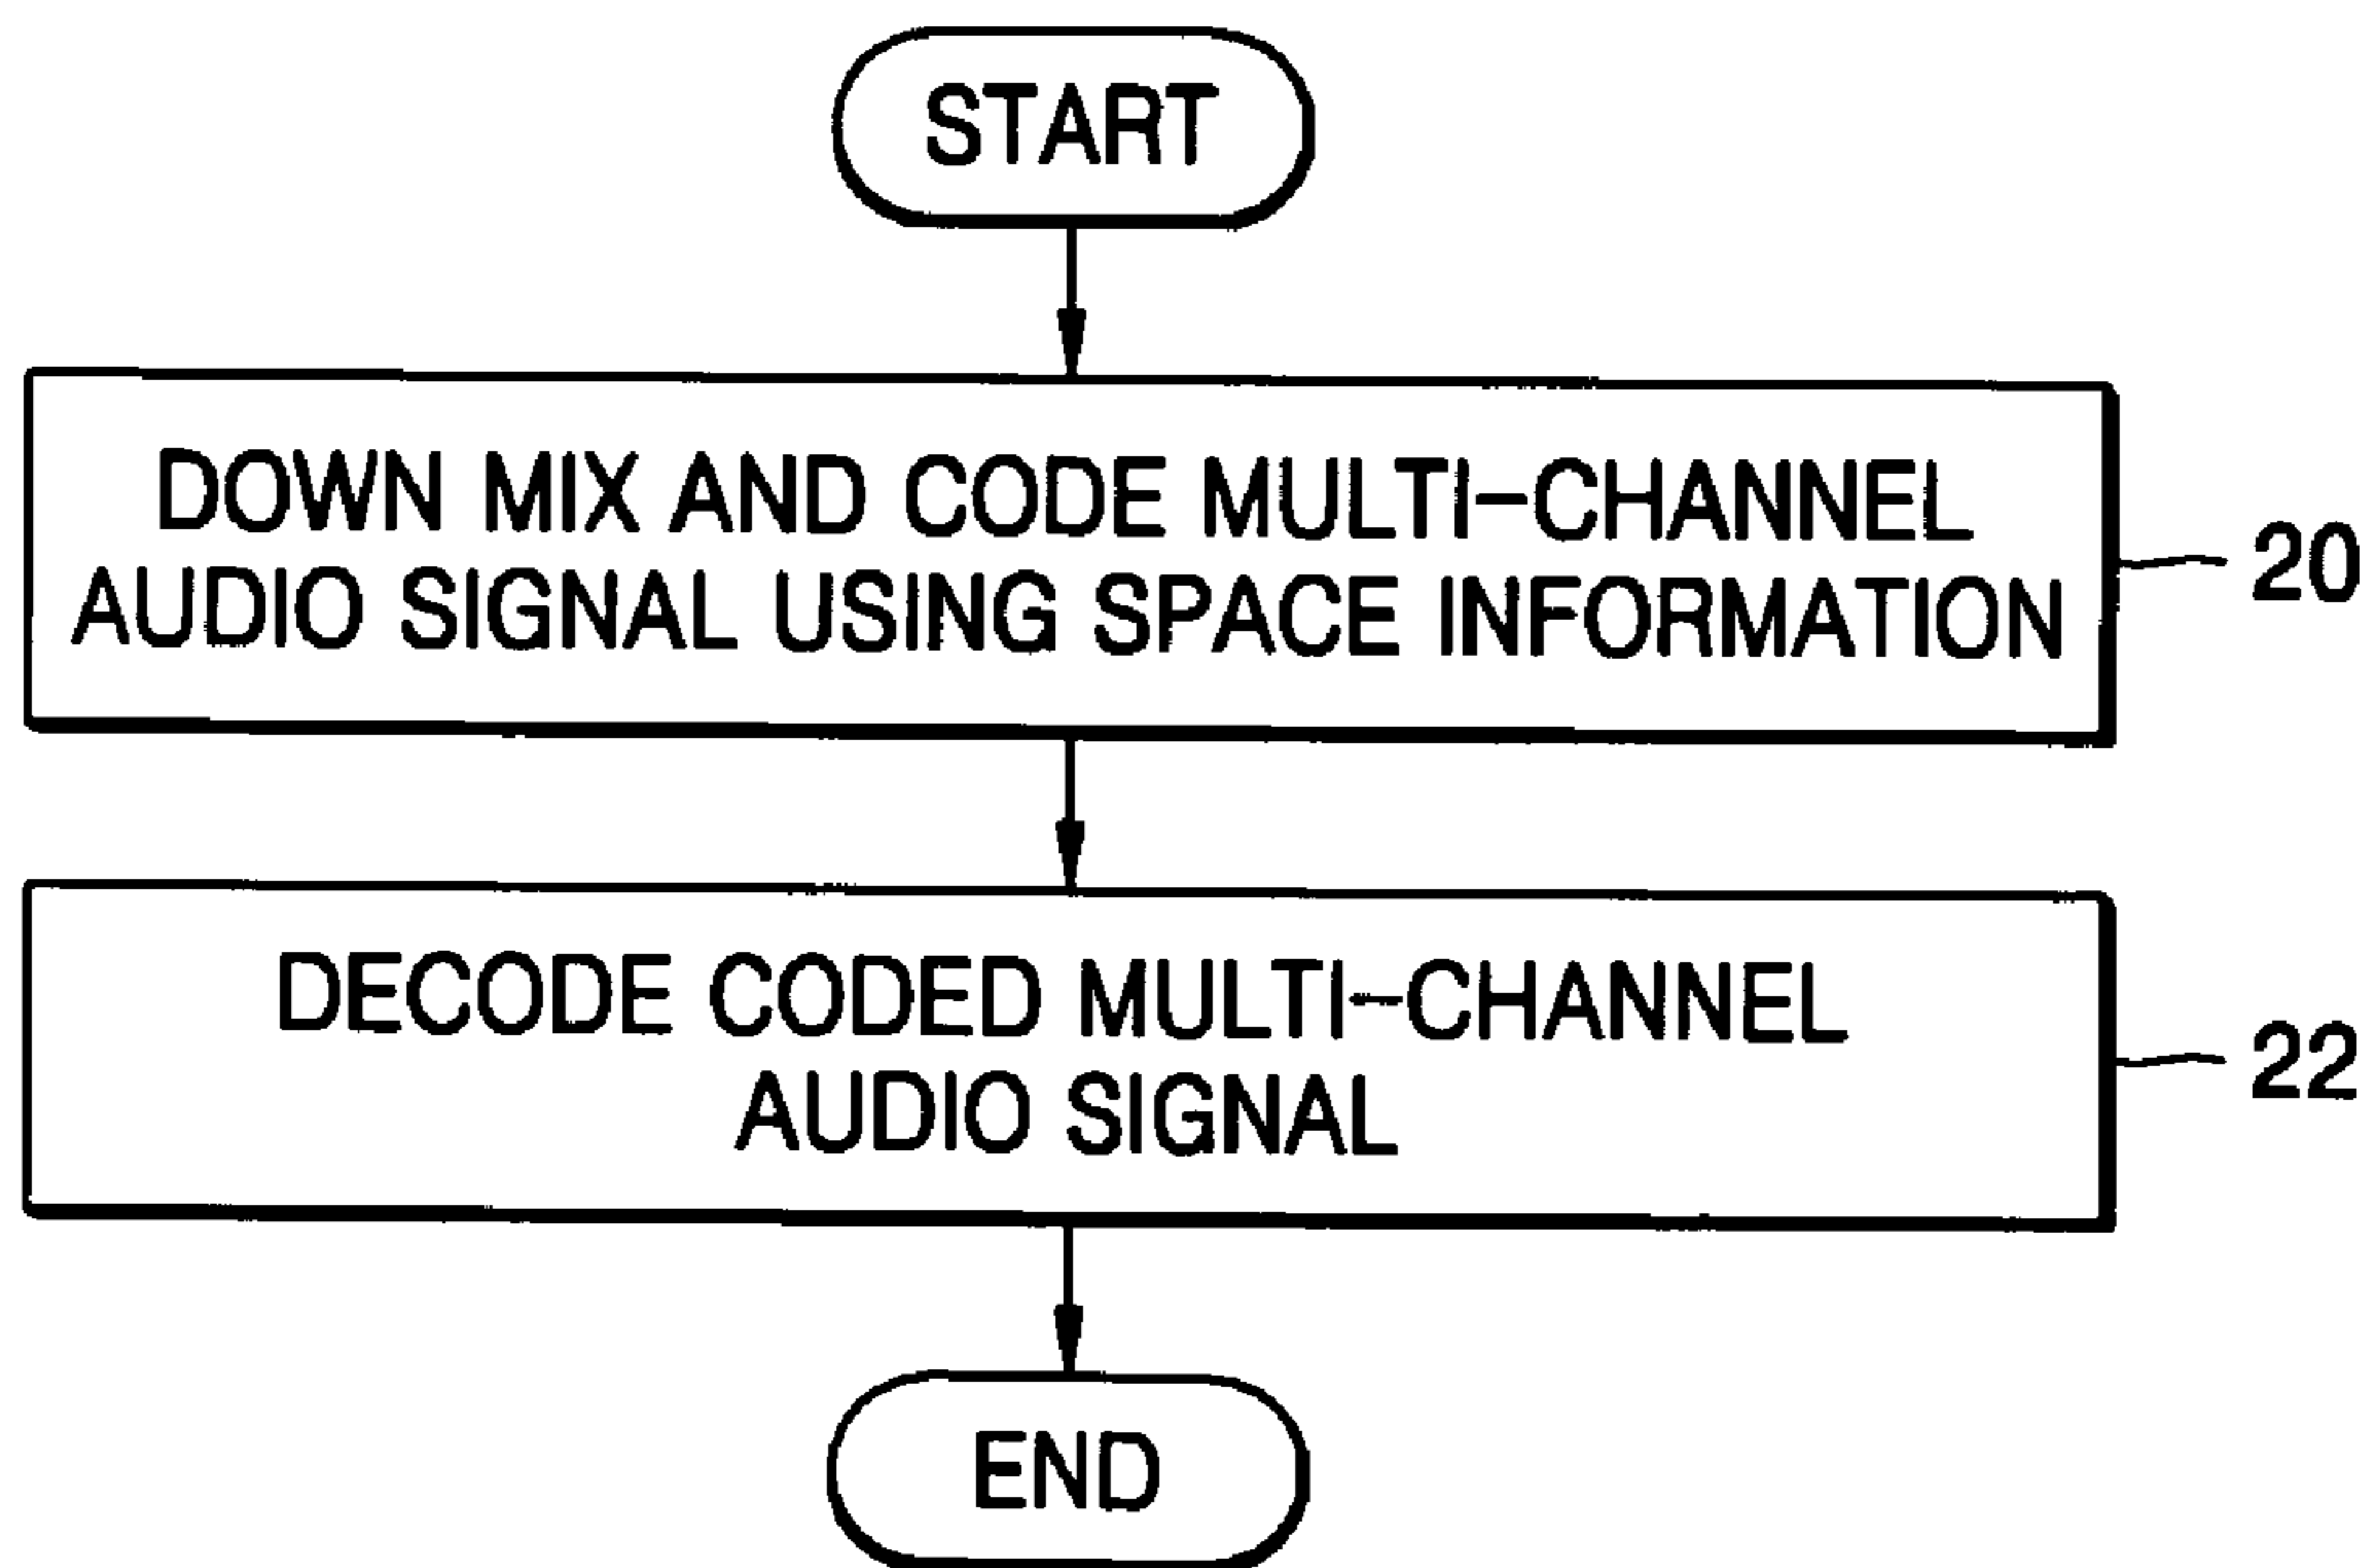 START
DOWN MIX AND CODE MULTI-CHANNEL
AUDIO SIGNAL USING SPACE INFORMATION
20
DECODE CODED MULTI-CHANNEL
AUDIO SIGNAL
22
END